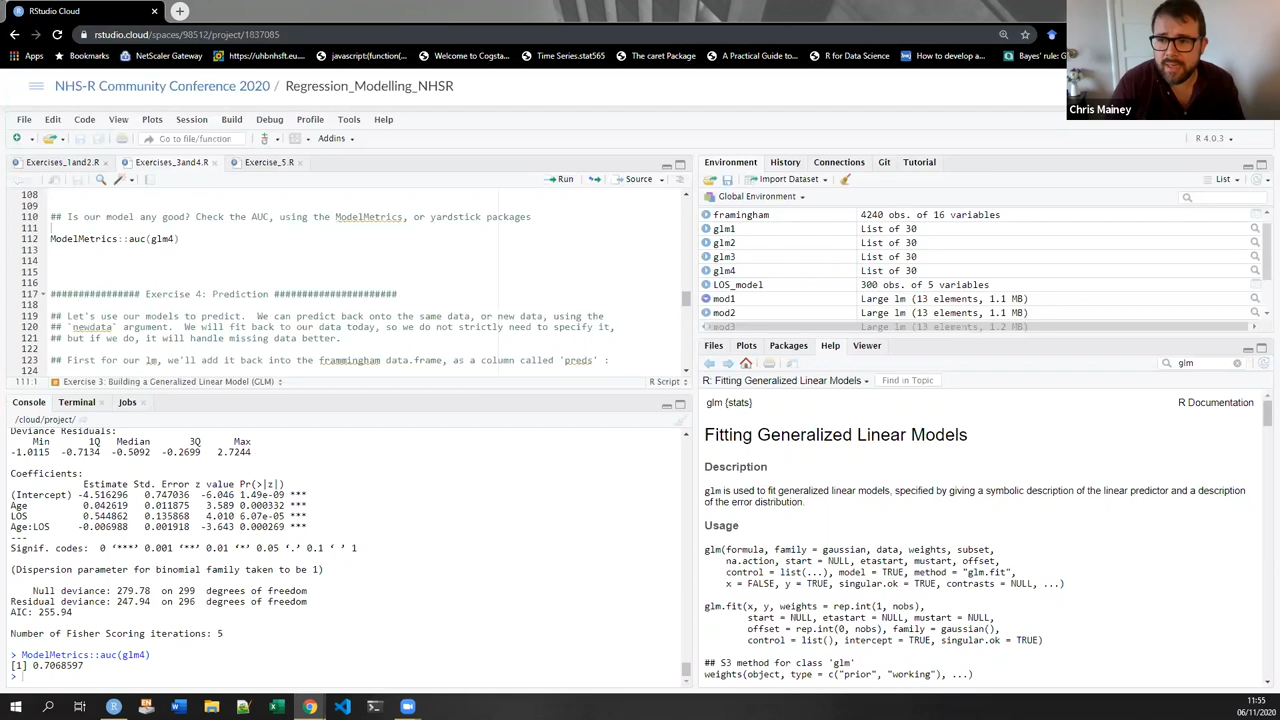 RStudio Cloud
rstudio.cloud/spaces/98512/project/1837085
Apps Bookmarks NetScaler Gateway https://uhbnhsft.eu... javascript:(function(... Welcome to Cogsta... Time Series.stat565 The caret Package A Practical Guide to... R for Data Science How to develop a... Bayes' rule: G
NHS-R Community Conference 2020 / Regression_Modelling_NHSR
Chris Mainey
File Edit Code View Plots Session Build Debug Profile Tools Help
Go to file/function Addins R 4.0.3
Exercises_1and2.R Exercises_3and4.R Exercise_5.R
Run Source
108
109
110 ## Is our model any good? Check the AUC, using the ModelMetrics, or yardstick packages
111
112 ModelMetrics::auc(glm4)
113
114
115
116
117 ################ Exercise 4: Prediction ######################
118
119 ## Let's use our models to predict. We can predict back onto the same data, or new data, using the
120 ## `newdata` argument. We will fit back to our data today, so we do not strictly need to specify it,
121 ## but if we do, it will handle missing data better.
122
123 ## First for our lm, we'll add it back into the frammingham data.frame, as a column called `preds` :
124
111:1 Exercise 3: Building a Generalized Linear Model (GLM) R Script
Console Terminal Jobs
/cloud/project/
Deviance Residuals:
Min 1Q Median 3Q Max
-1.0115 -0.7134 -0.5092 -0.2699 2.7244
Coefficients:
Estimate Std. Error z value Pr(>|z|)
(Intercept) -4.516296 0.747036 -6.046 1.49e-09 ***
Age 0.042619 0.011875 3.589 0.000332 ***
LOS 0.544862 0.135868 4.010 6.07e-05 ***
Age:LOS -0.006988 0.001918 -3.643 0.000269 ***
---
Signif. codes: 0 ‘***’ 0.001 ‘**’ 0.01 ‘*’ 0.05 ‘.’ 0.1 ‘ ’ 1
(Dispersion parameter for binomial family taken to be 1)
Null deviance: 279.78 on 299 degrees of freedom
Residual deviance: 247.94 on 296 degrees of freedom
AIC: 255.94
Number of Fisher Scoring iterations: 5
> ModelMetrics::auc(glm4)
[1] 0.7068597
>
Environment History Connections Git Tutorial
Import Dataset List
Global Environment
framingham 4240 obs. of 16 variables
glm1 List of 30
glm2 List of 30
glm3 List of 30
glm4 List of 30
LOS_model 300 obs. of 5 variables
mod1 Large lm (13 elements, 1.1 MB)
mod2 Large lm (13 elements, 1.1 MB)
mod3 Large lm (13 elements, 1.2 MB)
Files Plots Packages Help Viewer
glm
R: Fitting Generalized Linear Models Find in Topic
glm {stats} R Documentation
Fitting Generalized Linear Models
Description
glm is used to fit generalized linear models, specified by giving a symbolic description of the linear predictor and a description
of the error distribution.
Usage
glm(formula, family = gaussian, data, weights, subset,
na.action, start = NULL, etastart, mustart, offset,
control = list(...), model = TRUE, method = "glm.fit",
x = FALSE, y = TRUE, singular.ok = TRUE, contrasts = NULL, ...)
glm.fit(x, y, weights = rep.int(1, nobs),
start = NULL, etastart = NULL, mustart = NULL,
offset = rep.int(0, nobs), family = gaussian(),
control = list(), intercept = TRUE, singular.ok = TRUE)
## S3 method for class 'glm'
weights(object, type = c("prior", "working"), ...)
11:55
06/11/2020